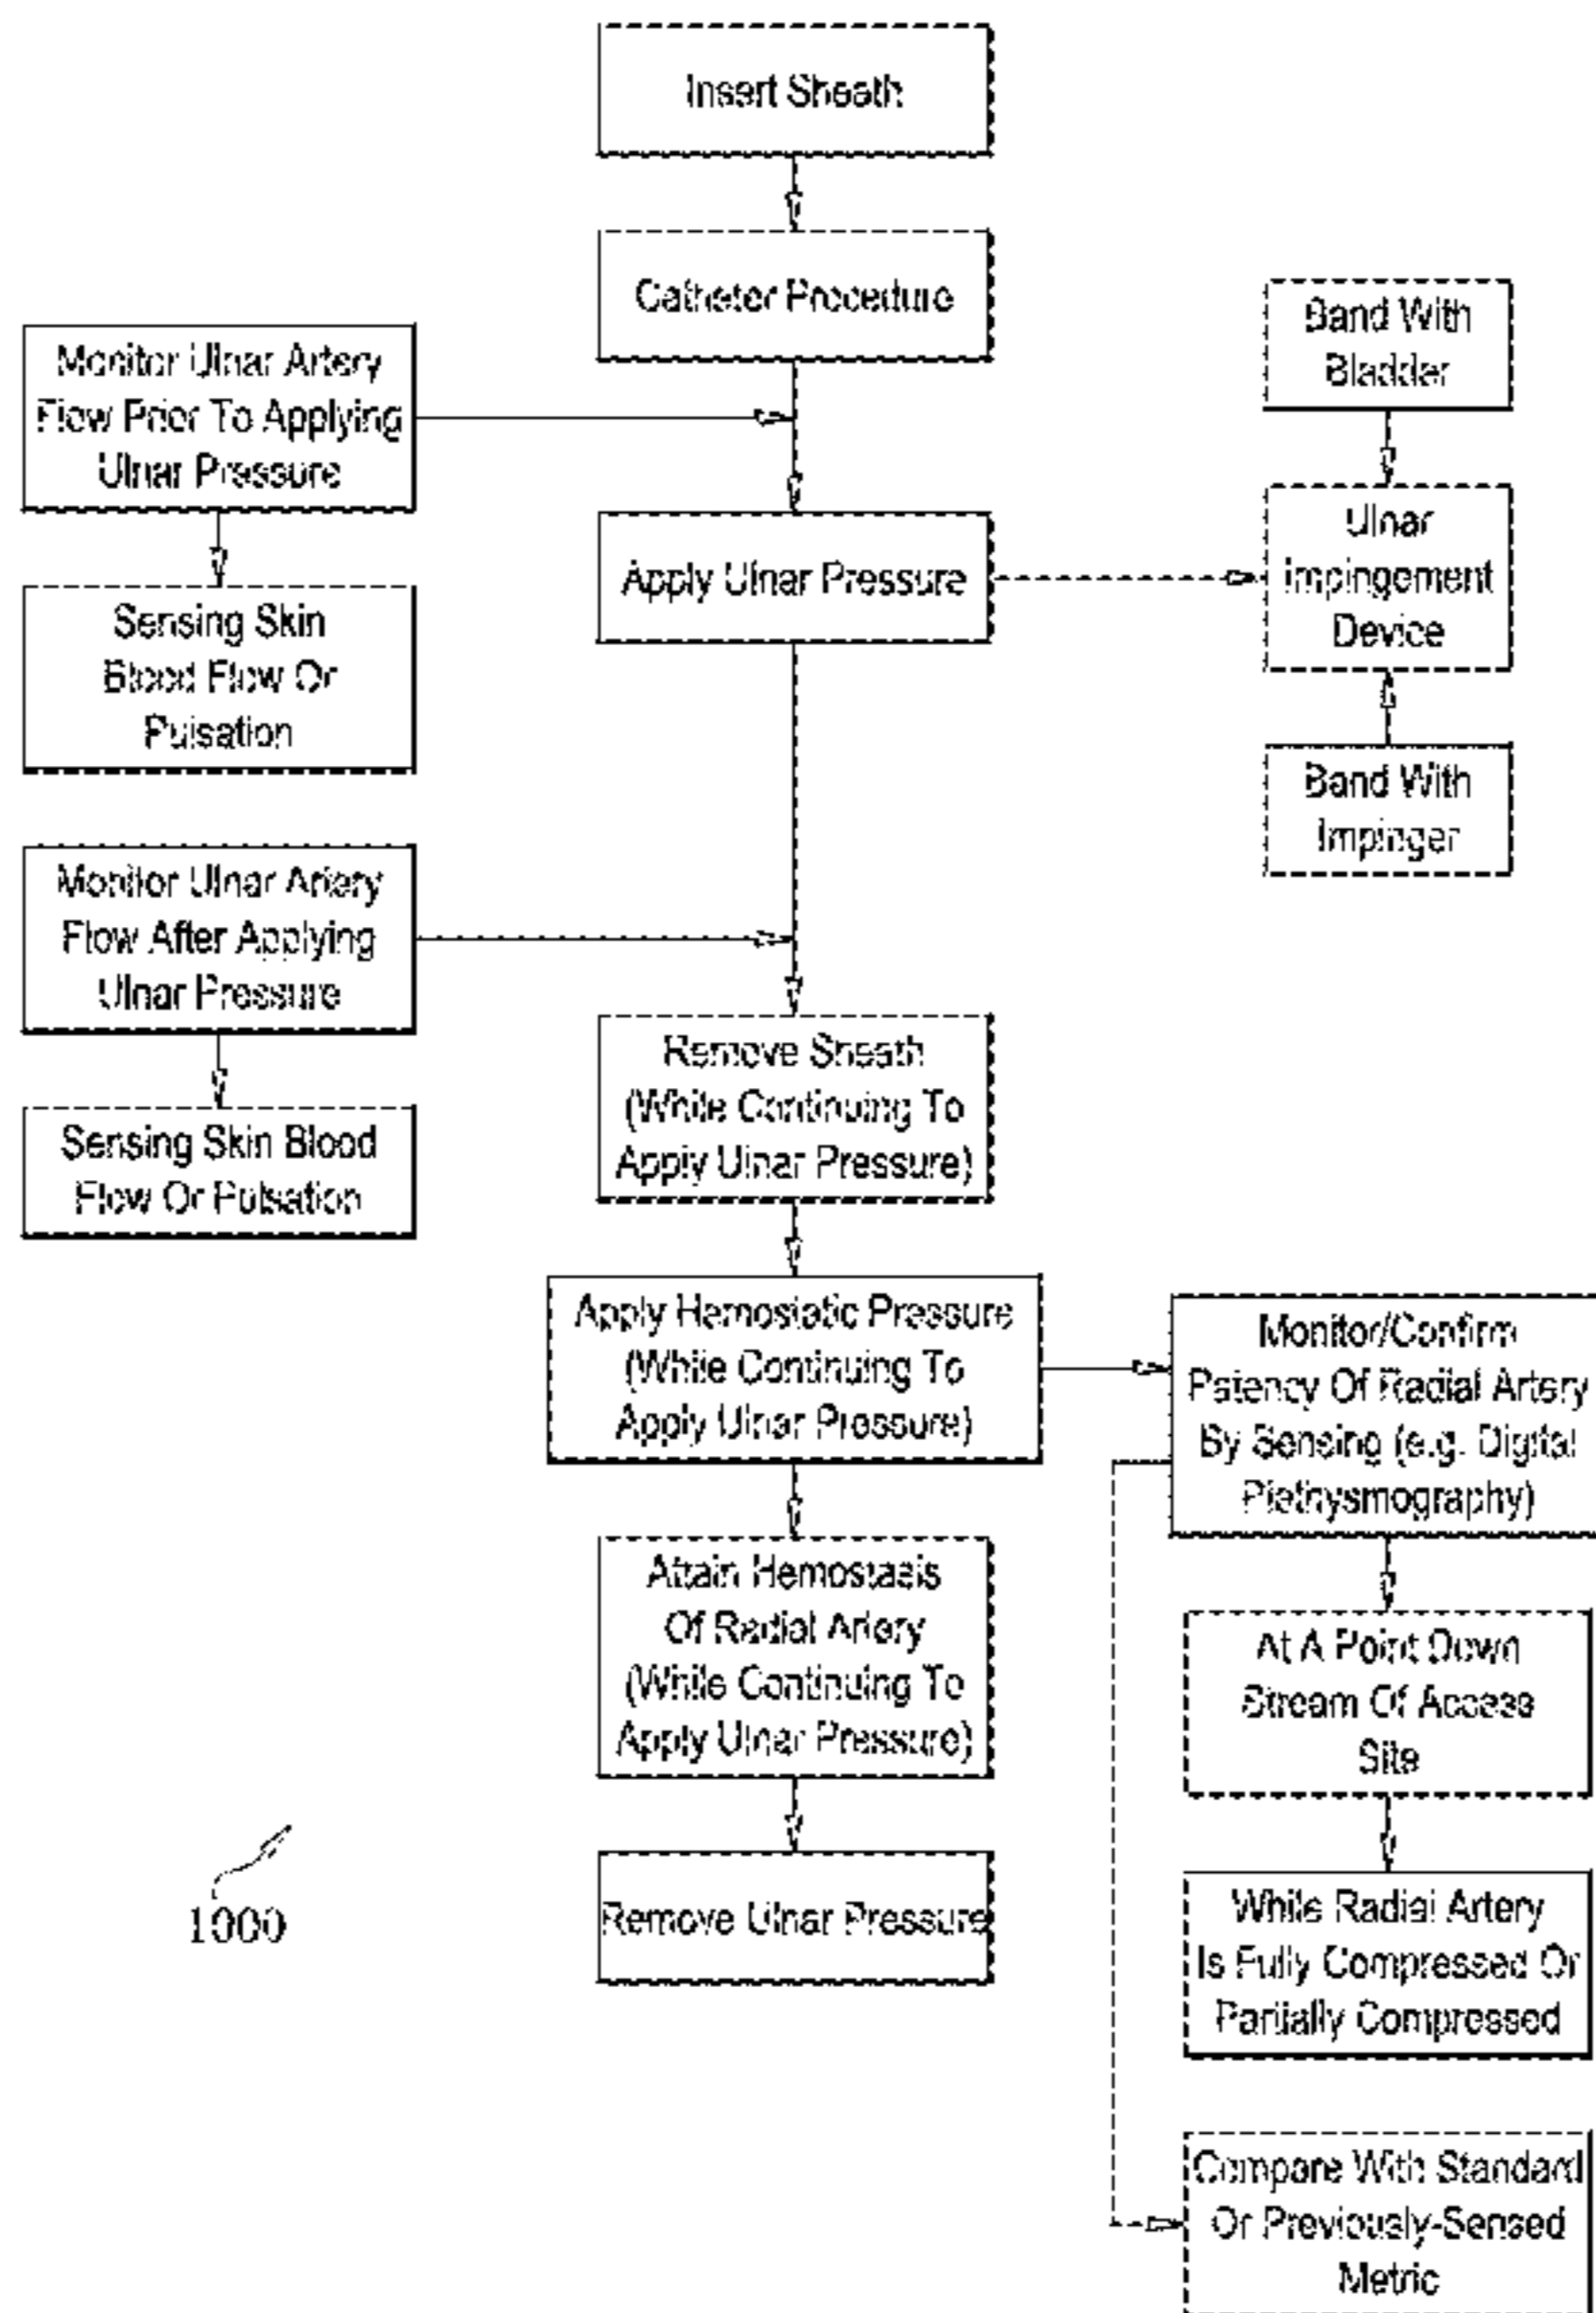 Insert Sheath
Catheter Procedure
Monitor Ulnar Artery
Flow Prior To Applying
Ulnar Pressure
Sensing Skin
Blood Flow Or
Pulsation
Apply Ulnar Pressure
Band With
Bladder
Ulnar
Impingement
Device
Band With
Impinger
Monitor Ulnar Artery
Flow After Applying
Ulnar Pressure
Sensing Skin Blood
Flow Or Pulsation
Remove Sheath
(While Continuing To
Apply Ulnar Pressure)
Apply Hemostatic Pressure
(While Continuing To
Apply Ulnar Pressure)
Monitor/Confirm
Patency Of Radial Artery
By Sensing (e.g. Digital
Plethysmography)
Attain Hemostasis
Of Radial Artery
(While Continuing To
Apply Ulnar Pressure)
At A Point Down
Stream Of Access
Site
Remove Ulnar Pressure
While Radial Artery
Is Fully Compressed Or
Partially Compressed
Compare With Standard
Or Previously-Sensed
Metric
1000